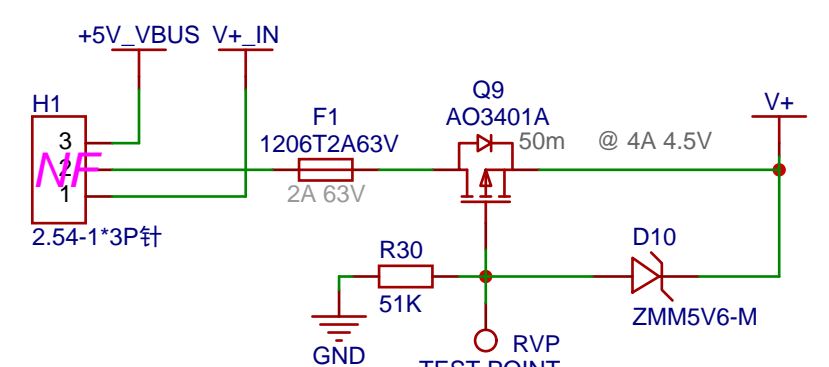 +5V_VBUS V+_IN
H1
3
2
1
NF
2.54-1*3P针
F1
1206T2A63V
2A 63V
Q9
AO3401A
50m @ 4A 4.5V
V+
R30
51K
D10
ZMM5V6-M
GND
RVP
TEST POINT